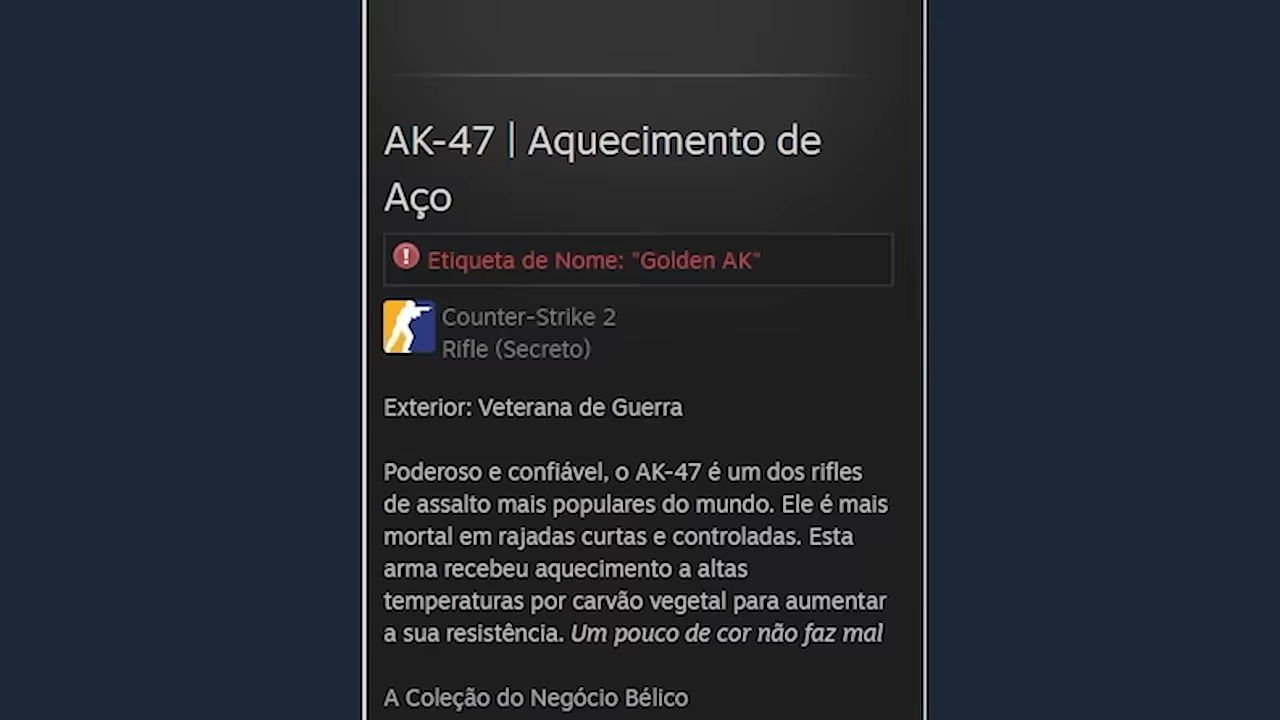 AK-47 | Aquecimento de
Aço
Etiqueta de Nome: "Golden AK"
Counter-Strike 2
Rifle (Secreto)
Exterior: Veterana de Guerra
Poderoso e confiável, o AK-47 é um dos rifles
de assalto mais populares do mundo. Ele é mais
mortal em rajadas curtas e controladas. Esta
arma recebeu aquecimento a altas
temperaturas por carvão vegetal para aumentar
a sua resistência. Um pouco de cor não faz mal
A Coleção do Negócio Bélico